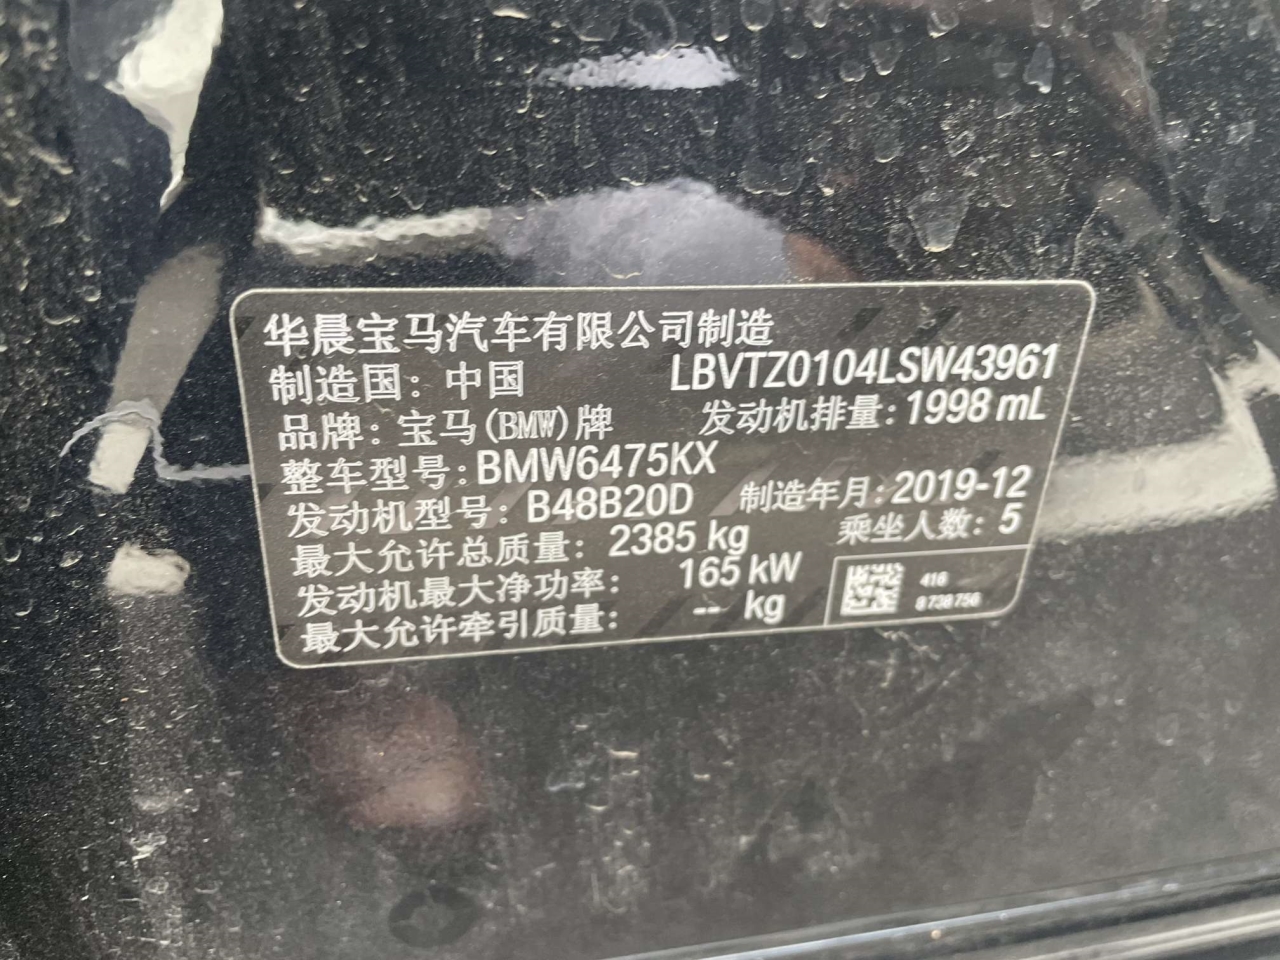 华晨宝马汽车有限公司制造
制造国：中国 LBVTZ0104LSW43961
品牌：宝马(BMW)牌 发动机排量：1998 mL
整车型号：BMW6475KX
发动机型号：B48B20D 制造年月：2019-12
最大允许总质量：2385 kg 乘坐人数：5
发动机最大净功率：165 kW
最大允许牵引质量：-- kg
416
8738756